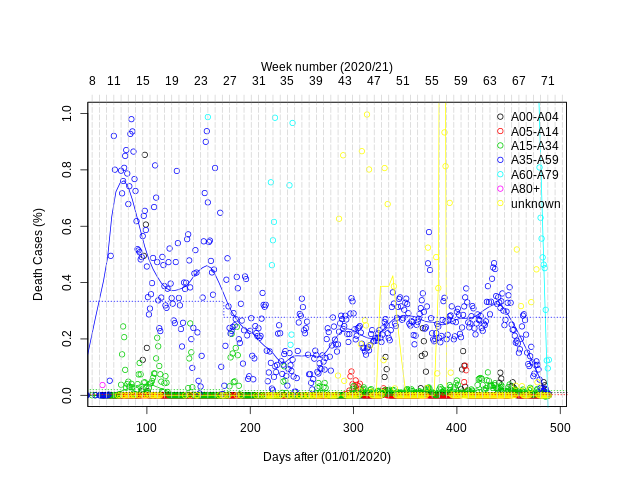 Week number (2020/21)
8 11 15 19 23 27 31 35 39 43 47 51 55 59 63 67 71
1.0
0.8
0.6
0.4
0.2
0.0
Death Cases (%)
A00-A04
A05-A14
A15-A34
A35-A59
A60-A79
A80+
unknown
100 200 300 400 500
Days after (01/01/2020)